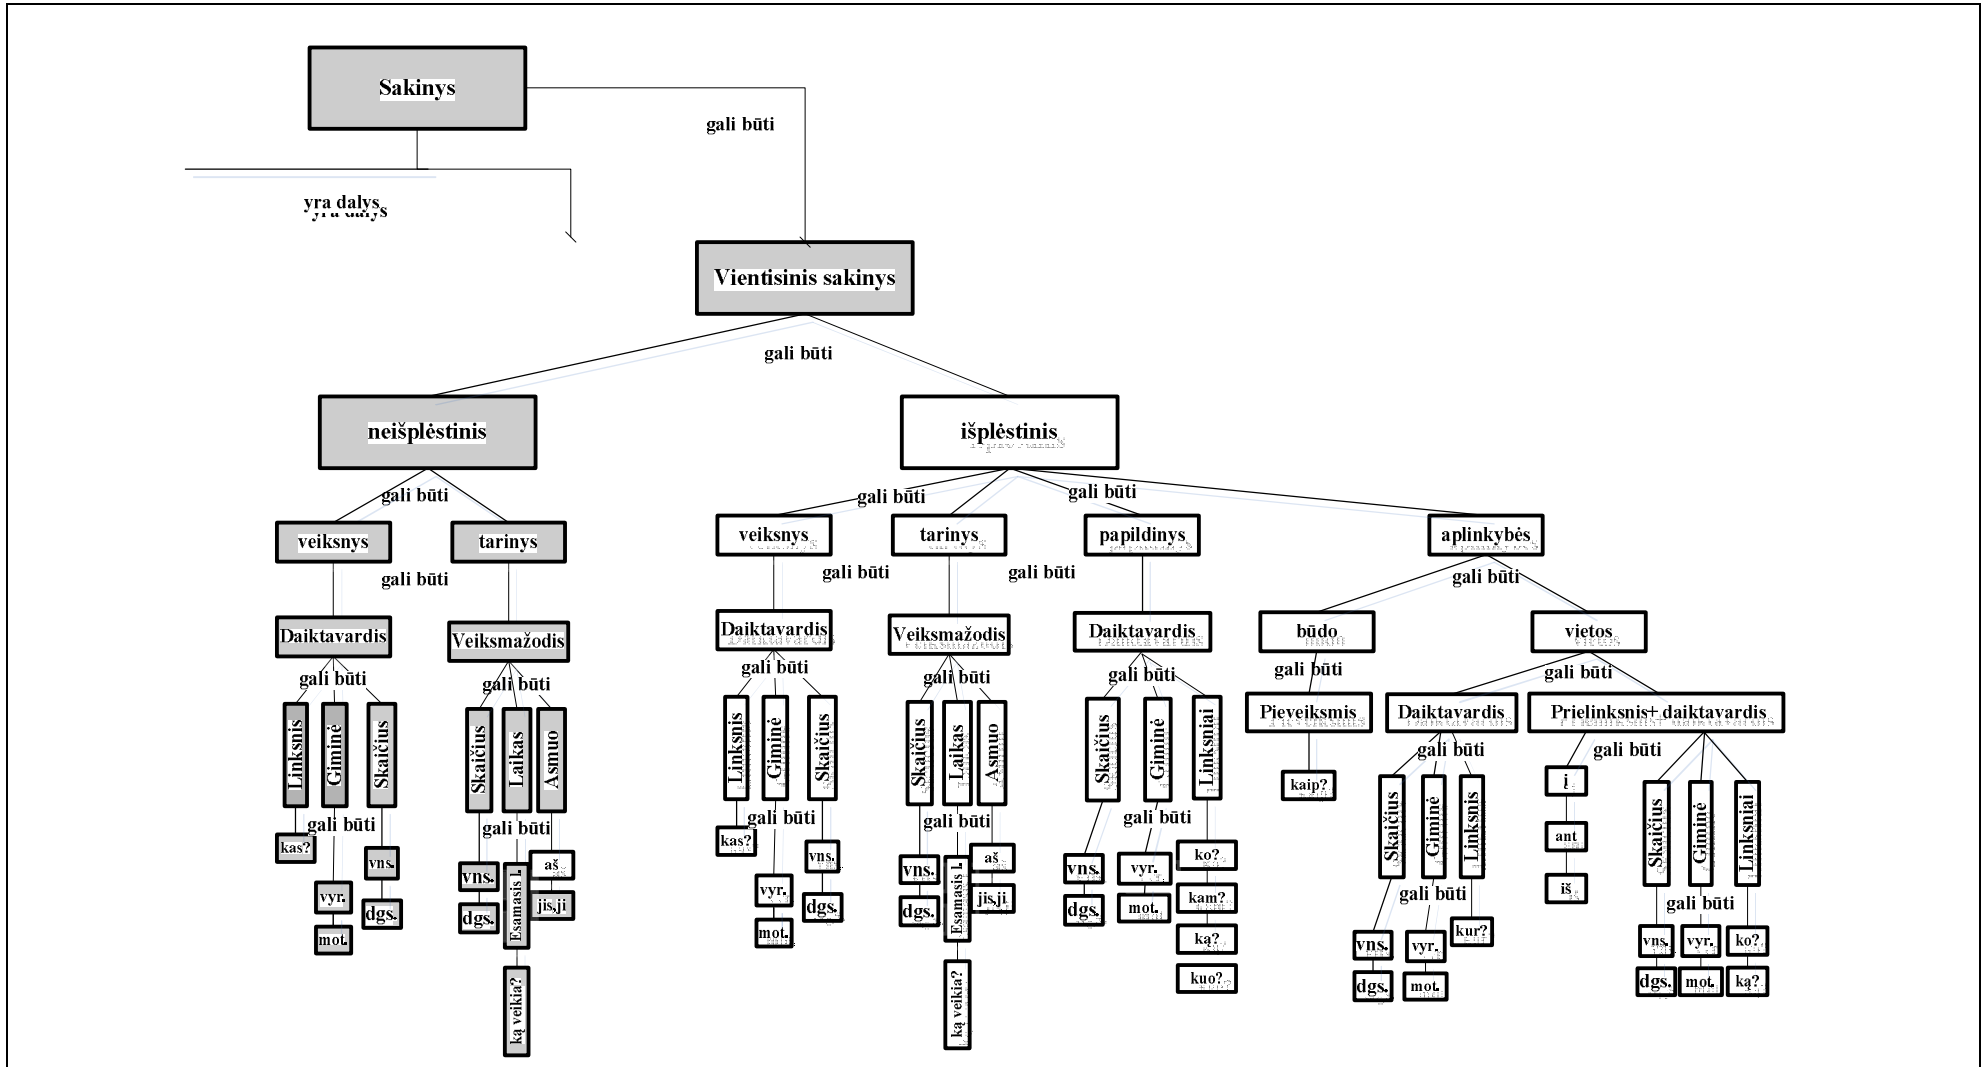 Sakinys
gali būti
yra dalys
Vientisinis sakinys
gali būti
neišplėstinis
išplėstinis
gali būti
gali būti
gali būti
veiksnys
tarinys
veiksnys
tarinys
papildinys
aplinkybės
gali būti
gali būti
gali būti
gali būti
Daiktavardis
Veiksmažodis
Daiktavardis
Veiksmažodis
Daiktavardis
būdo
vietos
gali būti
gali būti
gali būti
gali būti
gali būti
gali būti
gali būti
Linksnis
Giminė
Skaičius
Skaičius
Laikas
Asmuo
Linksnis
Giminė
Skaičius
Skaičius
Laikas
Asmuo
Skaičius
Giminė
Linksniai
Pieveiksmis
Daiktavardis
Prielinksnis+ daiktavardis
gali būti
gali būti
kaip?
į
ant
iš
Skaičius
Giminė
Linksnis
Skaičius
Giminė
Linksniai
gali būti
gali būti
gali būti
gali būti
gali būti
gali būti
gali būti
kas?
vyr.
mot.
vns.
dgs.
vns.
dgs.
Esamasis l.
ką veikia?
aš
jis,ji
kas?
vyr.
mot.
vns.
dgs.
vns.
dgs.
Esamasis l.
ką veikia?
aš
jis,ji
vns.
dgs.
vyr.
mot.
ko?
kam?
ką?
kuo?
vns.
dgs.
vyr.
mot.
kur?
vns.
dgs.
vyr.
mot.
ko?
ką?